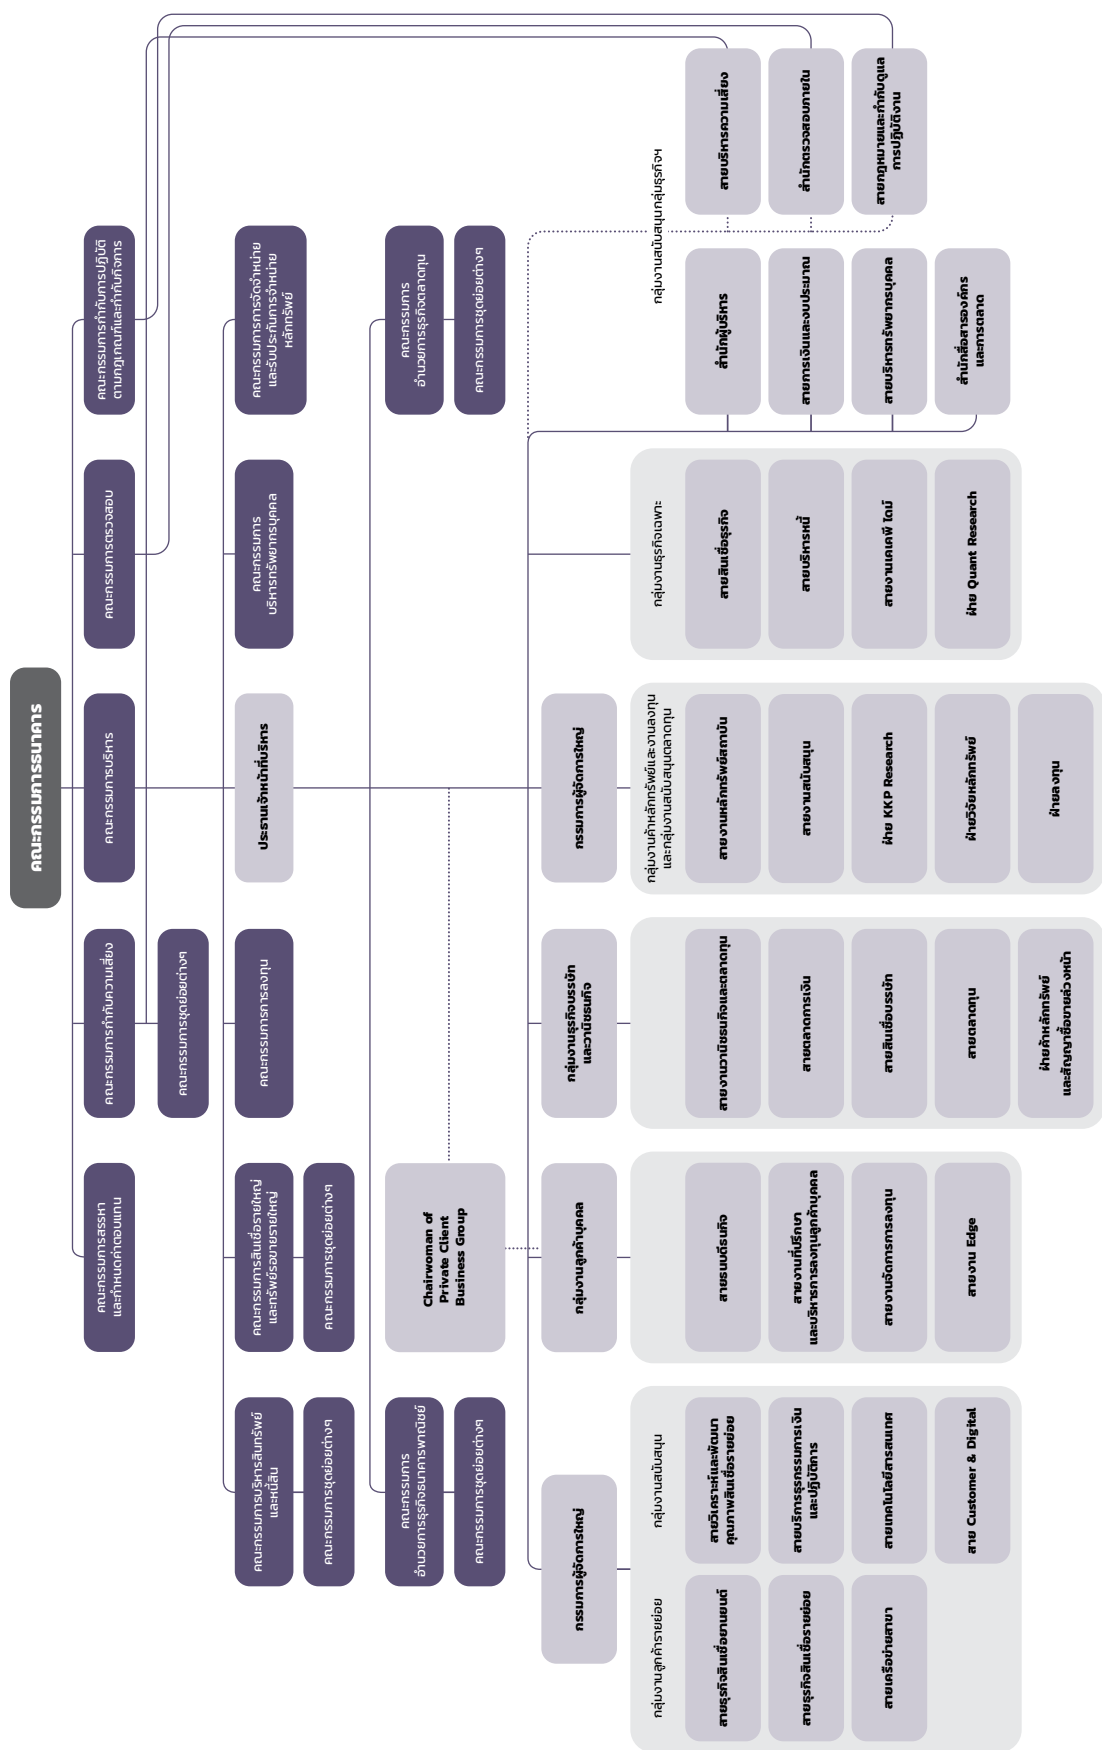 คณะกรรมการธนาคาร
คณะกรรมการสรรหา
และกำหนดค่าตอบแทน
คณะกรรมการกำกับความเสี่ยง
คณะกรรมการชุดย่อยต่างๆ
คณะกรรมการบริหาร
คณะกรรมการตรวจสอบ
คณะกรรมการกำกับการปฏิบัติ
ตามกฎเกณฑ์และกำกับกิจการ
คณะกรรมการบริหารสินทรัพย์
และหนี้สิน
คณะกรรมการชุดย่อยต่างๆ
คณะกรรมการสินเชื่อรายใหญ่
และทรัพย์รอขายรายใหญ่
คณะกรรมการชุดย่อยต่างๆ
คณะกรรมการการลงทุน
ประธานเจ้าหน้าที่บริหาร
คณะกรรมการ
บริหารทรัพยากรบุคคล
คณะกรรมการการจัดจำหน่าย
และรับประกันการจำหน่าย
หลักทรัพย์
คณะกรรมการ
อำนวยการธุรกิจธนาคารพาณิชย์
คณะกรรมการชุดย่อยต่างๆ
Chairwoman of
Private Client
Business Group
คณะกรรมการ
อำนวยการธุรกิจตลาดทุน
คณะกรรมการชุดย่อยต่างๆ
กรรมการผู้จัดการใหญ่
กลุ่มงานลูกค้าบุคคล
กลุ่มงานธุรกิจบรรษัท
และวานิชธนกิจ
กรรมการผู้จัดการใหญ่
กลุ่มงานลูกค้ารายย่อย
สายธุรกิจสินเชื่อยานยนต์
สายธุรกิจสินเชื่อรายย่อย
สายเครือข่ายสาขา
กลุ่มงานสนับสนุน
สายวิเคราะห์และพัฒนา
คุณภาพสินเชื่อรายย่อย
สายบริการธุรกรรมการเงิน
และปฏิบัติการ
สายเทคโนโลยีสารสนเทศ
สาย Customer & Digital
สายธนบดีธนกิจ
สายงานที่ปรึกษา
และบริหารการลงทุนลูกค้าบุคคล
สายงานจัดการการลงทุน
สายงาน Edge
สายงานวานิชธนกิจและตลาดทุน
สายตลาดการเงิน
สายสินเชื่อบรรษัท
สายตลาดทุน
ฝ่ายค้าหลักทรัพย์
และสัญญาซื้อขายล่วงหน้า
กลุ่มงานค้าหลักทรัพย์และงานลงทุน
และกลุ่มงานสนับสนุนตลาดทุน
สายงานหลักทรัพย์สถาบัน
สายงานสนับสนุน
ฝ่าย KKP Research
ฝ่ายวิจัยหลักทรัพย์
ฝ่ายลงทุน
กลุ่มงานธุรกิจเฉพาะ
สายสินเชื่อธุรกิจ
สายบริหารหนี้
สายงานเคเคพี ไดม์
ฝ่าย Quant Research
กลุ่มงานสนับสนุนกลุ่มธุรกิจฯ
สำนักผู้บริหาร
สายการเงินและงบประมาณ
สายบริหารทรัพยากรบุคคล
สำนักสื่อสารองค์กร
และการตลาด
สายบริหารความเสี่ยง
สำนักตรวจสอบภายใน
สายกฎหมายและกำกับดูแล
การปฏิบัติงาน